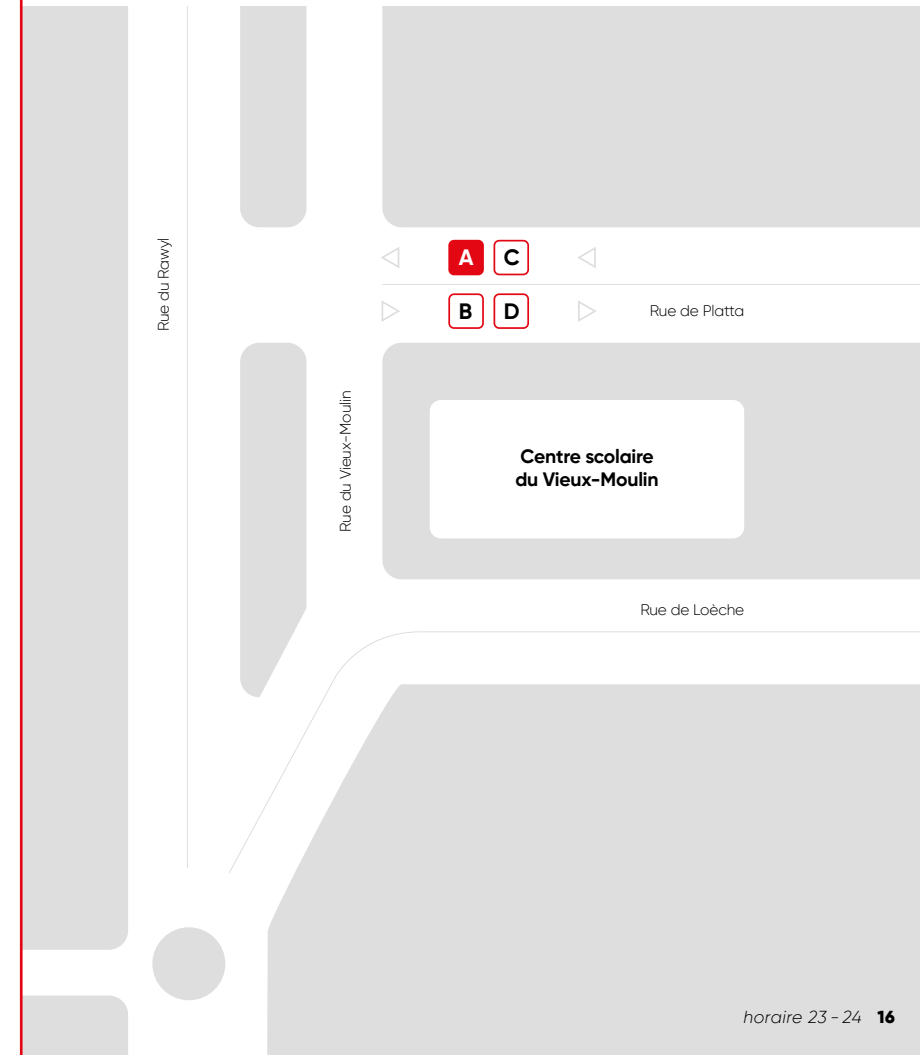 Rue du Rawyl
A C
B D
Rue de Platta
Rue du Vieux-Moulin
Centre scolaire
du Vieux-Moulin
Rue de Loèche
horaire 23 - 24 16